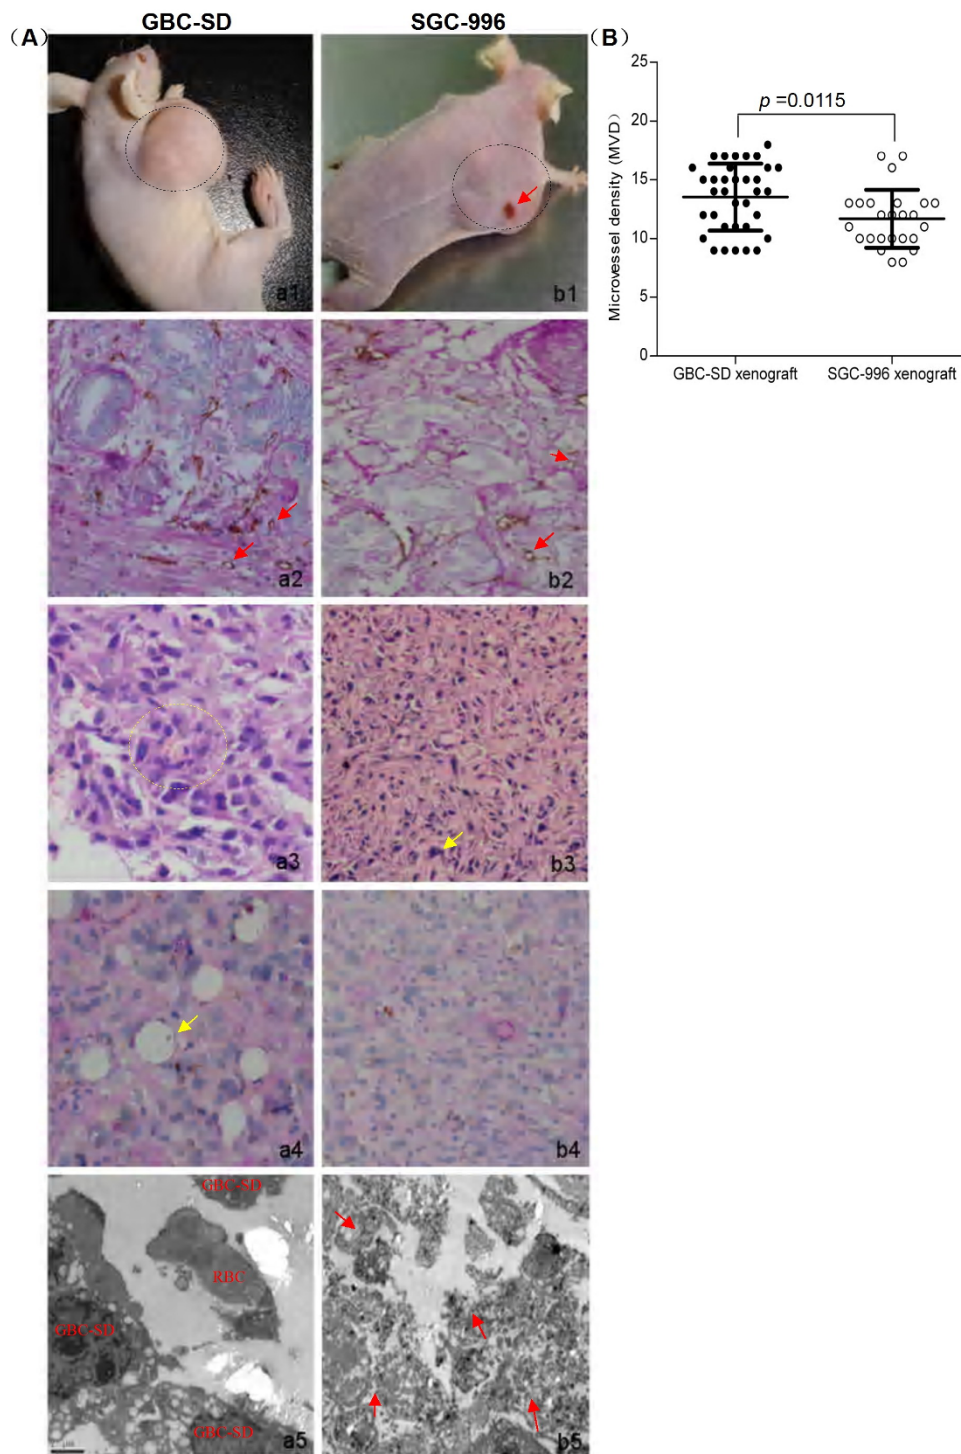 GBC-SD
SGC-996
（A）
（B）
a1
b1
a2
b2
a3
b3
a4
b4
GBC-SD
RBC
GBC-SD
GBC-SD
a5
b5
p =0.0115
Microvessel density (MVD)
25
20
15
10
5
0
GBC-SD xenograft
SGC-996 xenograft